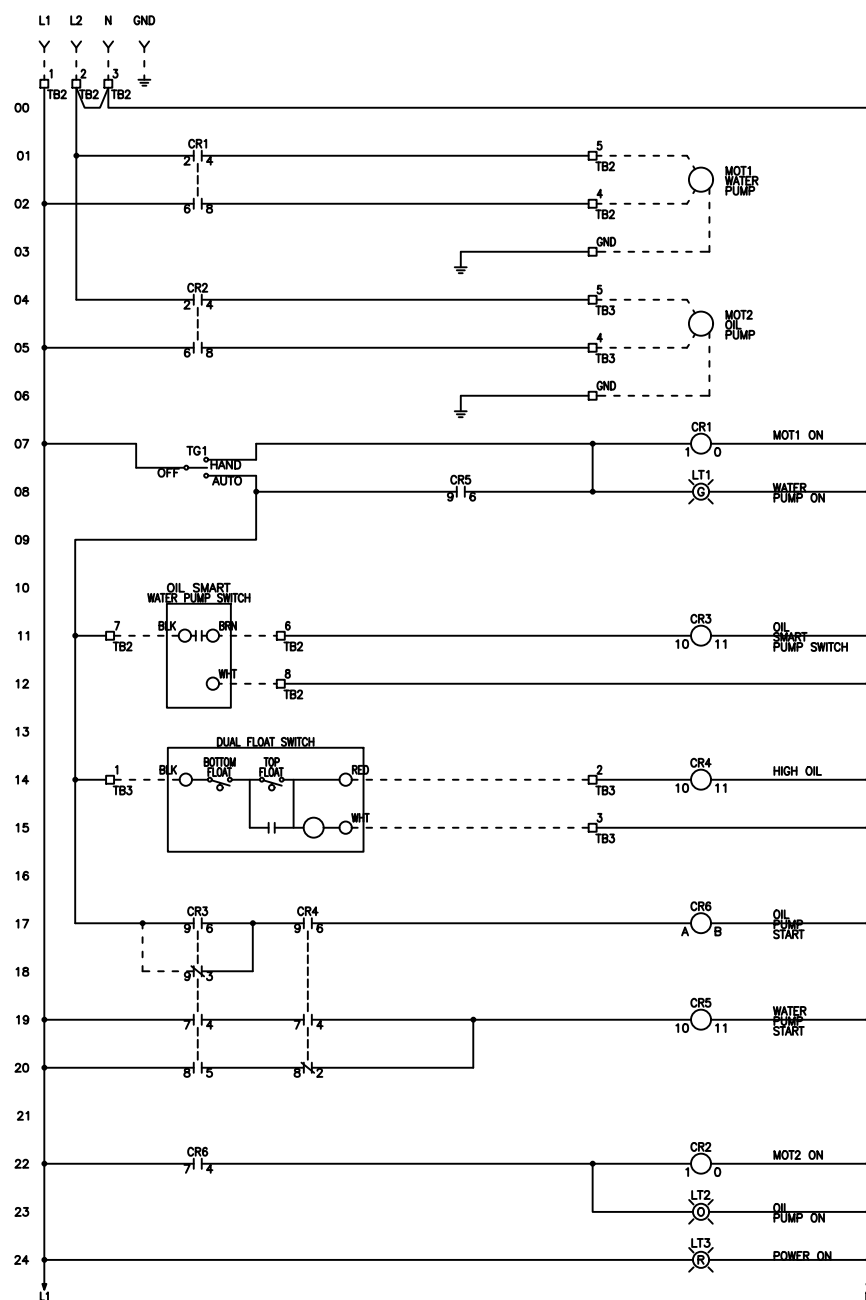 L1 L2 N GND
1 2 3
TB2 TB2 TB2
00
CR1
01 2 4 5
TB2
MOT1
WATER
PUMP
02 6 8 4
TB2
03 GND
CR2
04 2 4 5
TB3
MOT2
OIL
PUMP
05 6 8 4
TB3
06 GND
07 TG1 CR1 MOT1 ON
1 0
OFF HAND
AUTO
08 CR5 LT1 WATER
PUMP ON
9 6 G
09
10
OIL SMART
WATER PUMP SWITCH
11 7 BLK BRN 6 CR3 OIL
SMART
PUMP SWITCH
TB2 TB2 10 11
12 WHT 8
TB2
13
DUAL FLOAT SWITCH
14 1 BLK BOTTOM
FLOAT
TOP
FLOAT
RED 2 CR4 HIGH OIL
TB3 TB3 10 11
15 WHT 3
TB3
16
17 CR3 CR4 CR6 OIL
PUMP
START
9 6 9 6 A B
18 9 3
19 7 4 7 4 CR5 WATER
PUMP
START
10 11
20 8 5 8 2
21
22 CR6 CR2 MOT2 ON
7 4 1 0
23 LT2 OIL
PUMP ON
O
24 LT3 POWER ON
R
L1